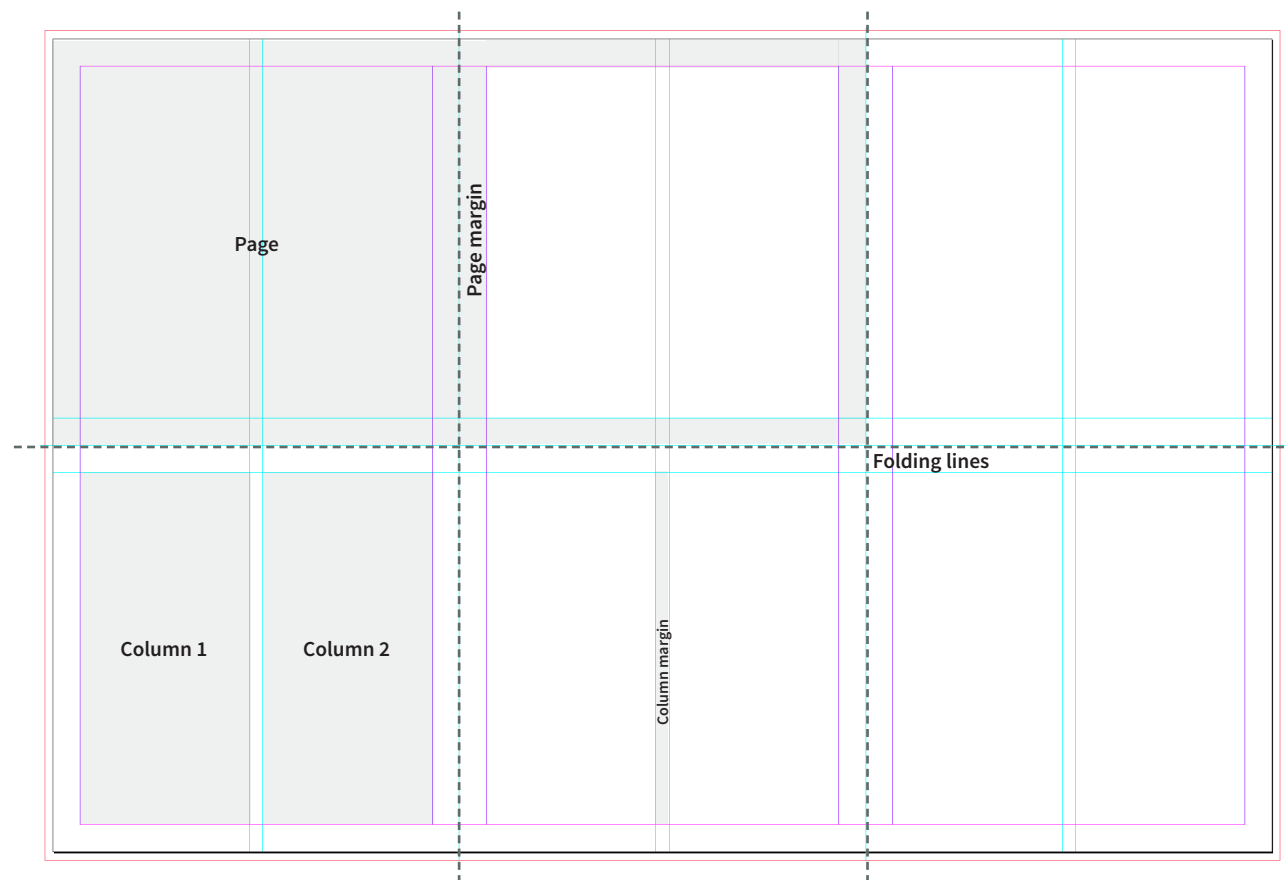 Page
Page margin
Folding lines
Column 1
Column 2
Column margin